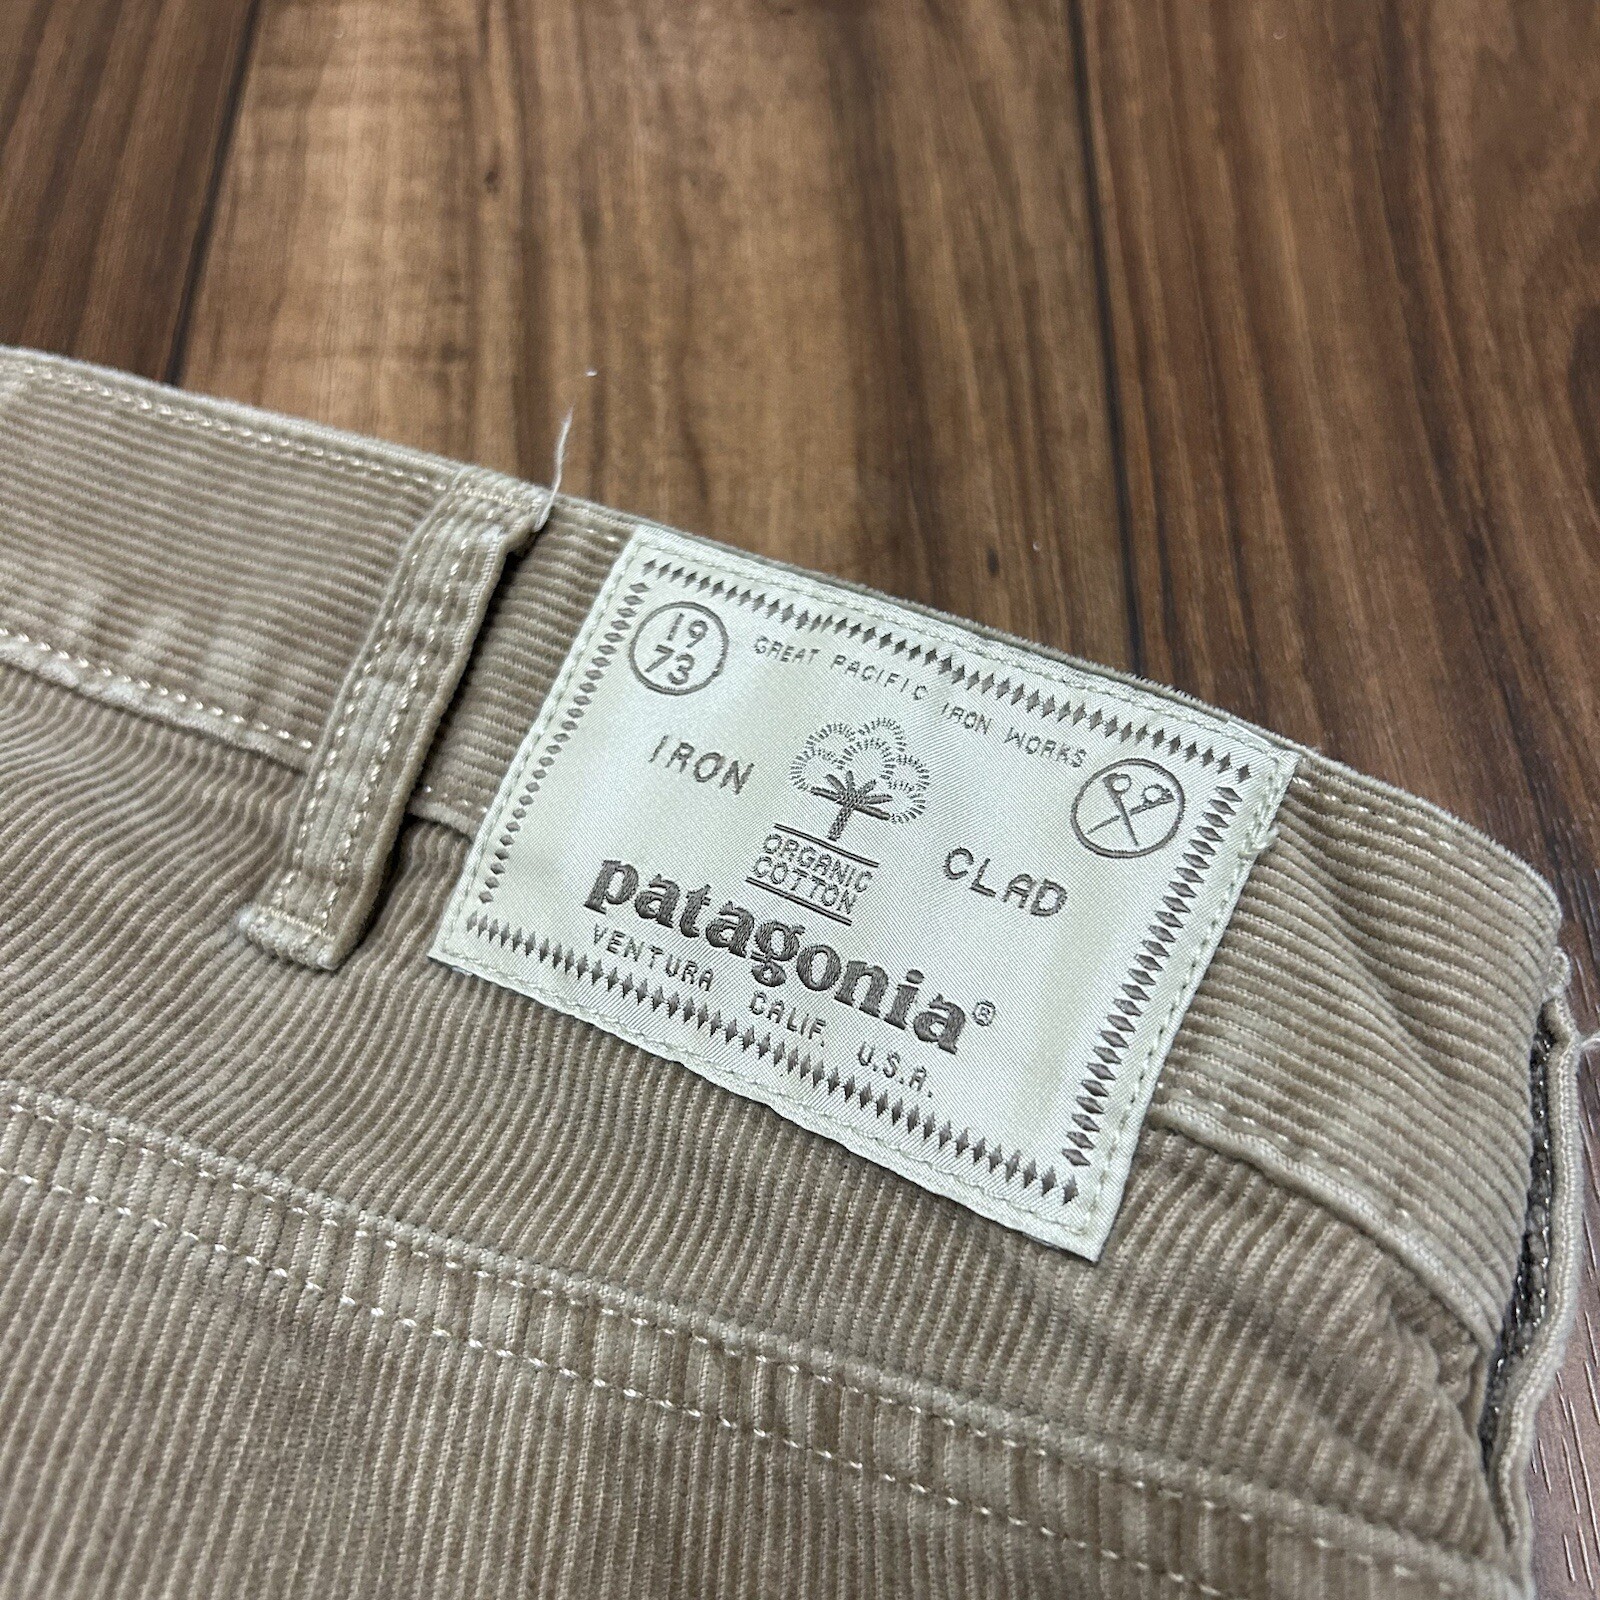 19
73
GREAT PACIFIC IRON WORKS
IRON CLAD
ORGANIC
COTTON
patagonia®
VENTURA CALIF. U.S.A.